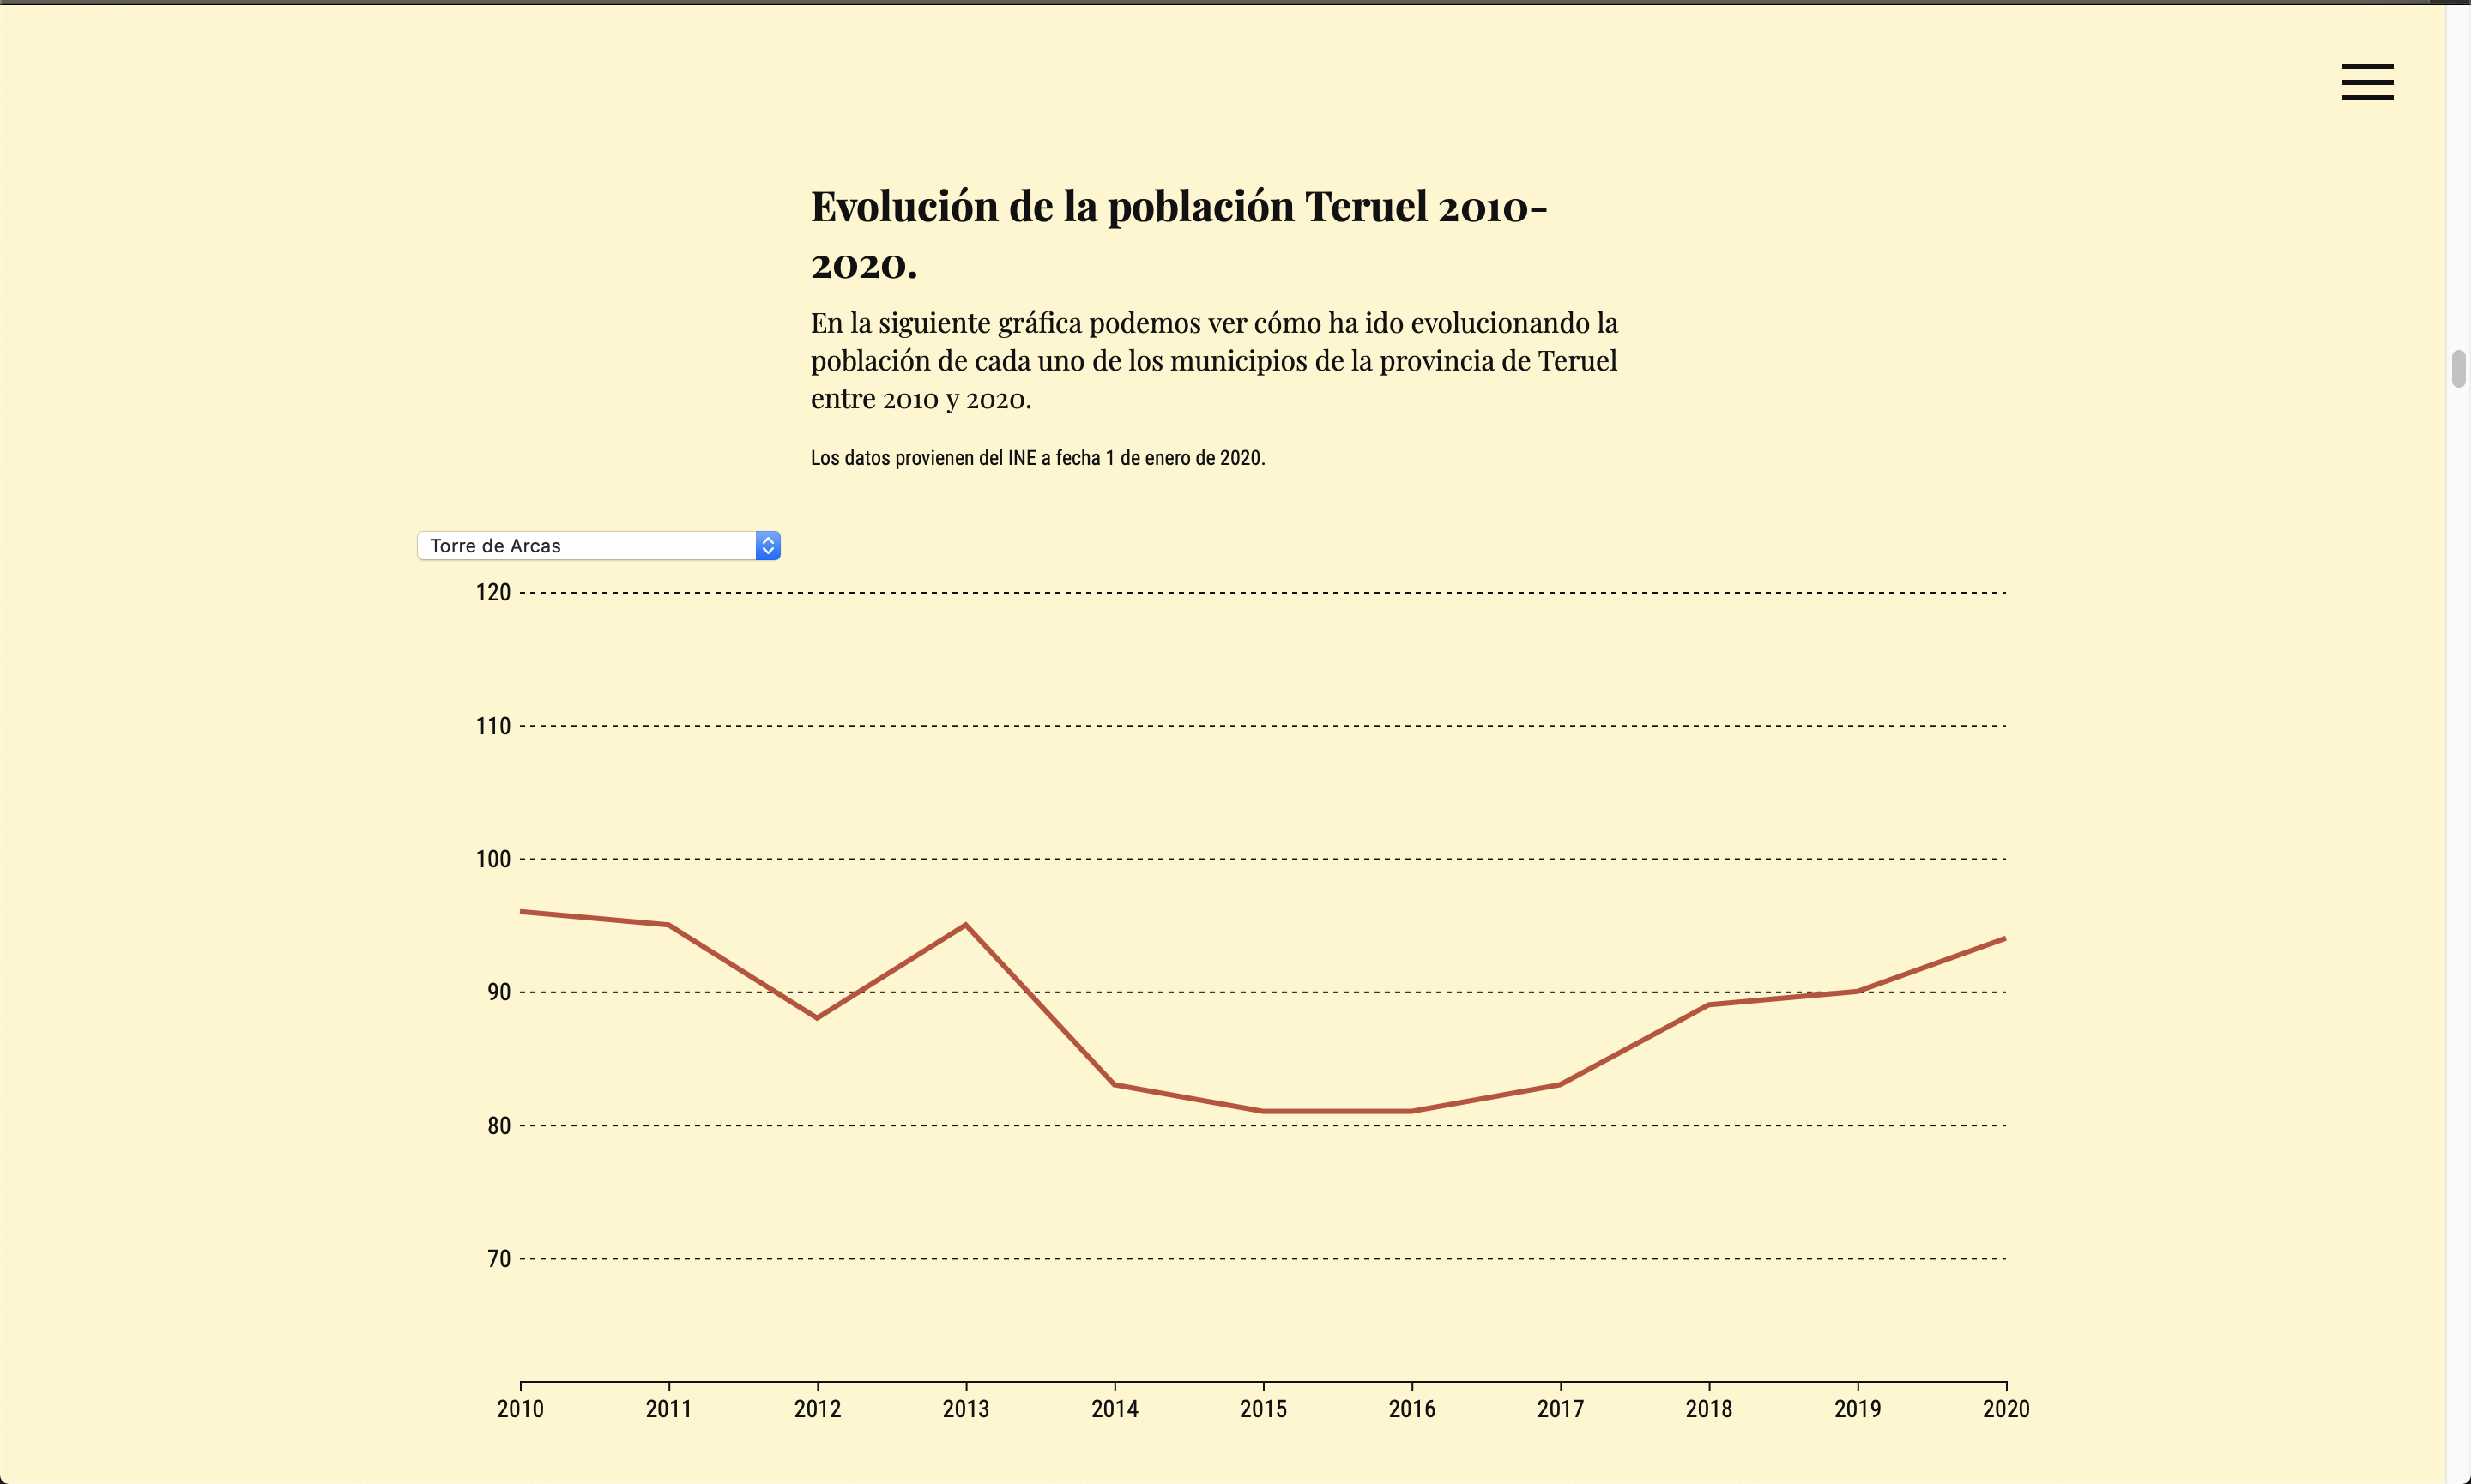 Evolución de la población Teruel 2010-
2020.
En la siguiente gráfica podemos ver cómo ha ido evolucionando la
población de cada uno de los municipios de la provincia de Teruel
entre 2010 y 2020.
Los datos provienen del INE a fecha 1 de enero de 2020.
Torre de Arcas
120
110
100
90
80
70
2010 2011 2012 2013 2014 2015 2016 2017 2018 2019 2020